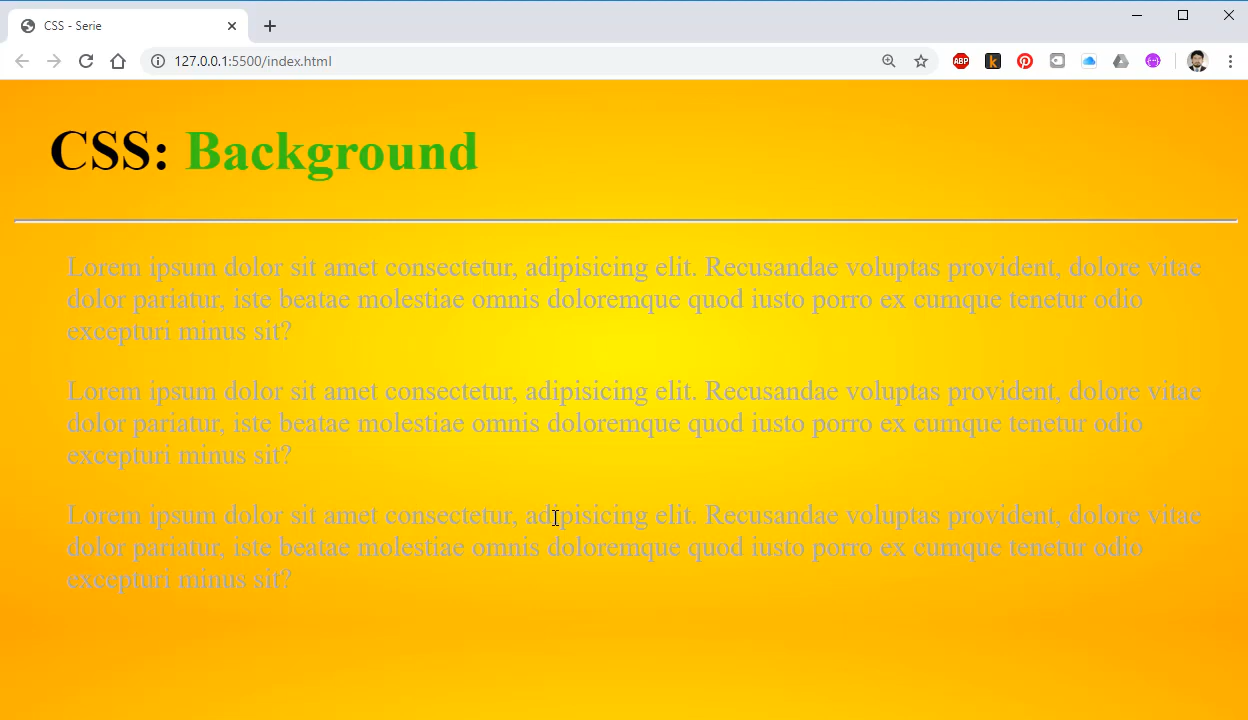 CSS - Serie
127.0.0.1:5500/index.html
ABP
k
CSS: Background
Lorem ipsum dolor sit amet consectetur, adipisicing elit. Recusandae voluptas provident, dolore vitae
dolor pariatur, iste beatae molestiae omnis doloremque quod iusto porro ex cumque tenetur odio
excepturi minus sit?
Lorem ipsum dolor sit amet consectetur, adipisicing elit. Recusandae voluptas provident, dolore vitae
dolor pariatur, iste beatae molestiae omnis doloremque quod iusto porro ex cumque tenetur odio
excepturi minus sit?
Lorem ipsum dolor sit amet consectetur, adipisicing elit. Recusandae voluptas provident, dolore vitae
dolor pariatur, iste beatae molestiae omnis doloremque quod iusto porro ex cumque tenetur odio
excepturi minus sit?